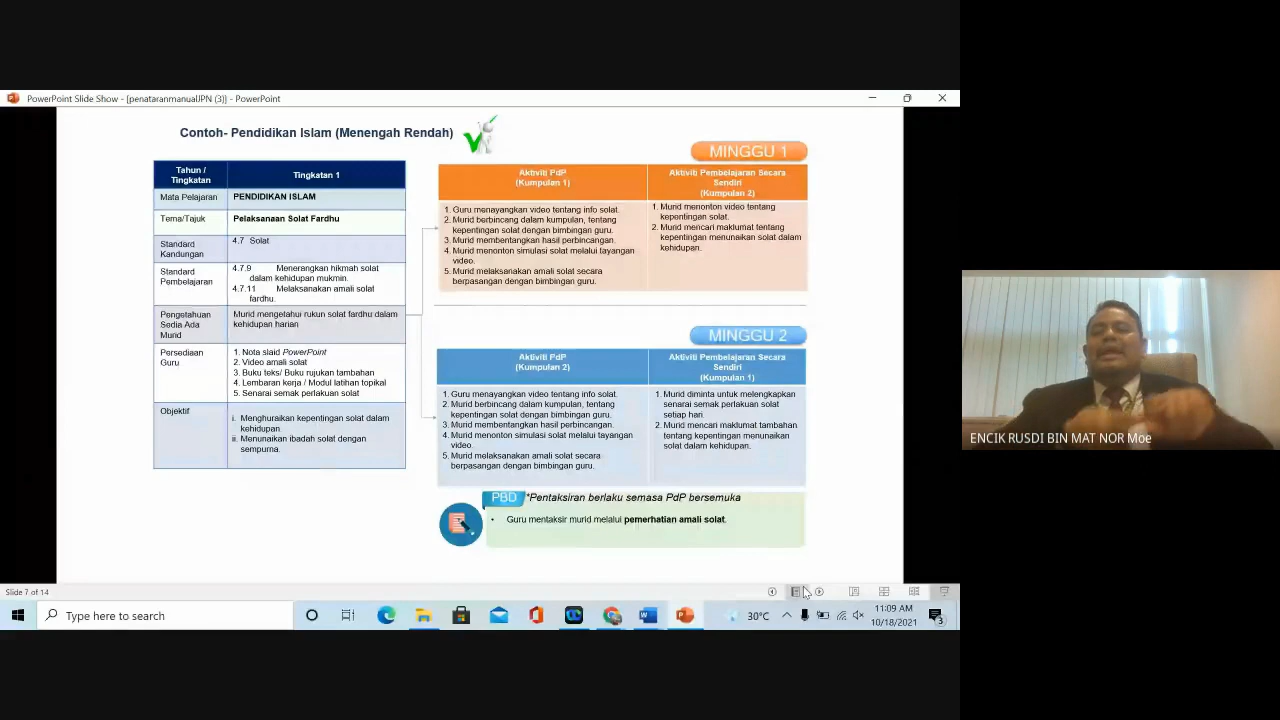 PowerPoint Slide Show - [penataranmanualJPN (3)] - PowerPoint
Contoh- Pendidikan Islam (Menengah Rendah)
Tahun /
Tingkatan
Tingkatan 1
Mata Pelajaran
PENDIDIKAN ISLAM
Tema/Tajuk
Pelaksanaan Solat Fardhu
Standard
Kandungan
4.7 Solat
Standard
Pembelajaran
4.7.9 Menerangkan hikmah solat
dalam kehidupan mukmin.
4.7.11 Melaksanakan amali solat
fardhu.
Pengetahuan
Sedia Ada
Murid
Murid mengetahui rukun solat fardhu dalam
kehidupan harian
Persediaan
Guru
1. Nota slaid PowerPoint
2. Video amali solat
3. Buku teks/ Buku rujukan tambahan
4. Lembaran kerja / Modul latihan topikal
5. Senarai semak perlakuan solat
Objektif
i. Menghuraikan kepentingan solat dalam
kehidupan.
ii. Menunaikan ibadah solat dengan
sempurna.
MINGGU 1
Aktiviti PdP
(Kumpulan 1)
Aktiviti Pembelajaran Secara
Sendiri
(Kumpulan 2)
1. Guru menayangkan video tentang info solat.
2. Murid berbincang dalam kumpulan, tentang
kepentingan solat dengan bimbingan guru.
3. Murid membentangkan hasil perbincangan.
4. Murid menonton simulasi solat melalui tayangan
video.
5. Murid melaksanakan amali solat secara
berpasangan dengan bimbingan guru.
1. Murid menonton video tentang
kepentingan solat.
2. Murid mencari maklumat tentang
kepentingan menunaikan solat dalam
kehidupan.
MINGGU 2
Aktiviti PdP
(Kumpulan 2)
Aktiviti Pembelajaran Secara
Sendiri
(Kumpulan 1)
1. Guru menayangkan video tentang info solat.
2. Murid berbincang dalam kumpulan, tentang
kepentingan solat dengan bimbingan guru.
3. Murid membentangkan hasil perbincangan.
4. Murid menonton simulasi solat melalui tayangan
video.
5. Murid melaksanakan amali solat secara
berpasangan dengan bimbingan guru.
1. Murid diminta untuk melengkapkan
senarai semak perlakuan solat
setiap hari.
2. Murid mencari maklumat tambahan
tentang kepentingan menunaikan
solat dalam kehidupan.
PBD *Pentaksiran berlaku semasa PdP bersemuka
• Guru mentaksir murid melalui pemerhatian amali solat.
ENCIK RUSDI BIN MAT NOR Moe
Slide 7 of 14
Type here to search
30°C
11:09 AM
10/18/2021
3